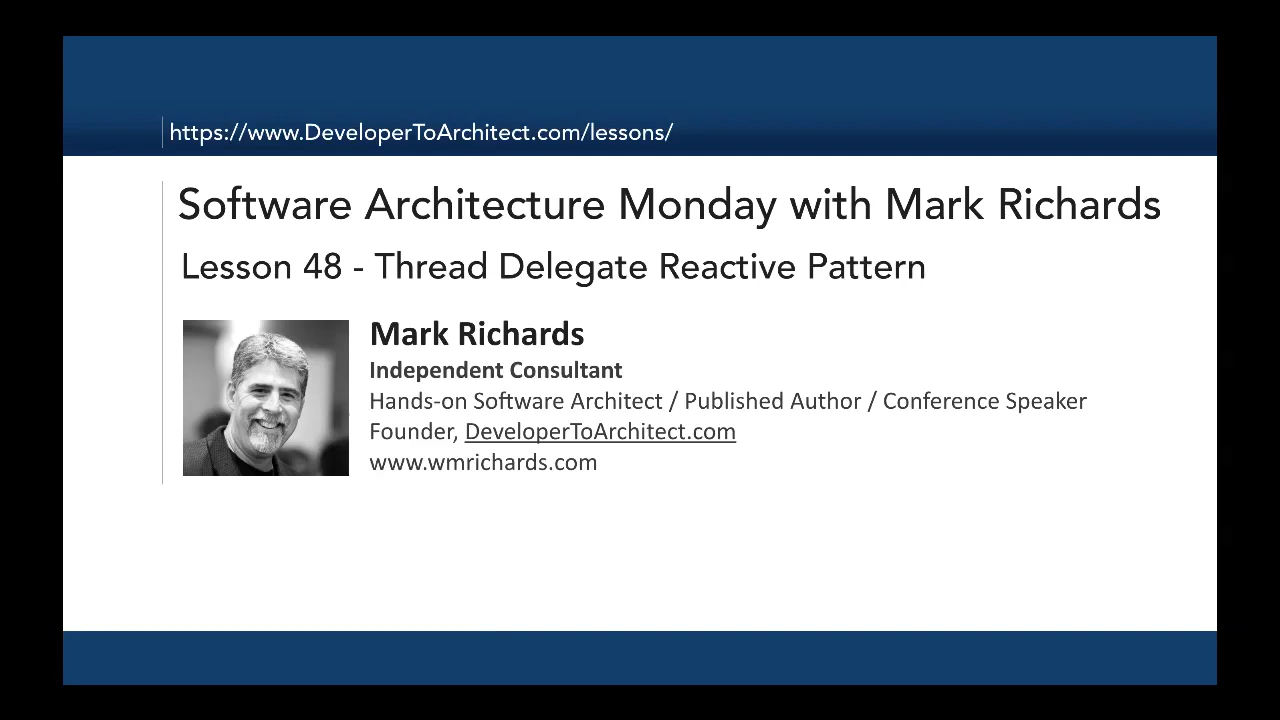 https://www.DeveloperToArchitect.com/lessons/
Software Architecture Monday with Mark Richards
Lesson 48 - Thread Delegate Reactive Pattern
Mark Richards
Independent Consultant
Hands-on Software Architect / Published Author / Conference Speaker
Founder, DeveloperToArchitect.com
www.wmrichards.com